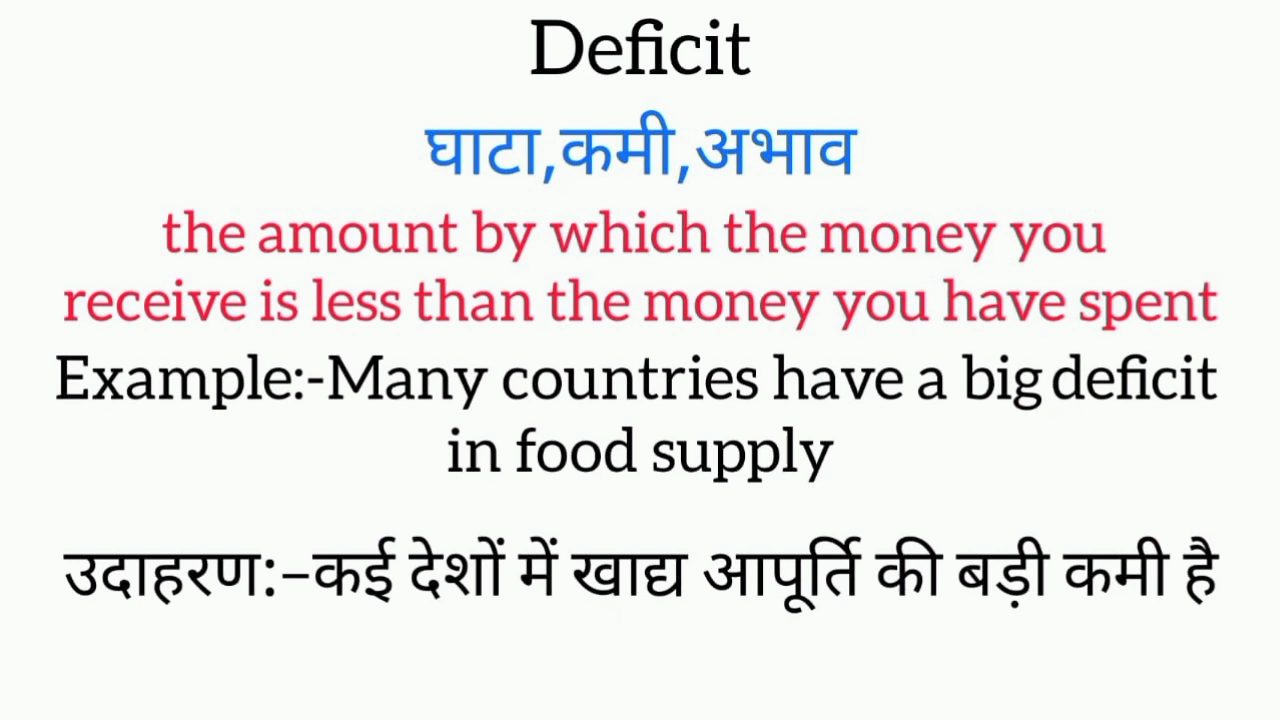 Deficit
घाटा,कमी,अभाव
the amount by which the money you
receive is less than the money you have spent
Example:-Many countries have a big deficit
in food supply
उदाहरण:–कई देशों में खाद्य आपूर्ति की बड़ी कमी है